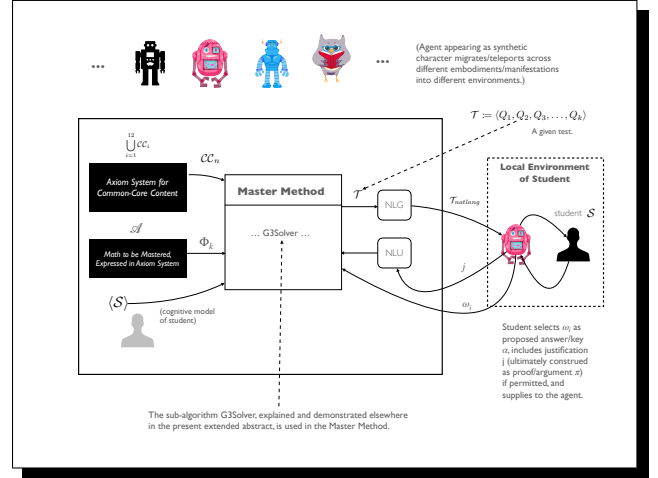 ...
...
(Agent appearing as synthetic
character migrates/teleports across
different embodiments/manifestations
into different environments.)
𝒯 := ⟨Q₁, Q₂, Q₃, . . . , Qₖ⟩
A given test.
12
⋃ 𝒞𝒞ᵢ
i=1
𝒞𝒞ₙ
Axiom System for
Common-Core Content
Master Method
𝒯
NLG
𝒯natlang
Local Environment
of Student
student 𝒮
𝒜
Math to be Mastered,
Expressed in Axiom System
Φₖ
... G3Solver ...
NLU
j
⟨𝒮⟩
(cognitive model
of student)
ωᵢ
Student selects ωᵢ as
proposed answer/key
α, includes justification
j (ultimately construed
as proof/argument π)
if permitted, and
supplies to the agent.
The sub-algorithm G3Solver, explained and demonstrated elsewhere
in the present extended abstract, is used in the Master Method.